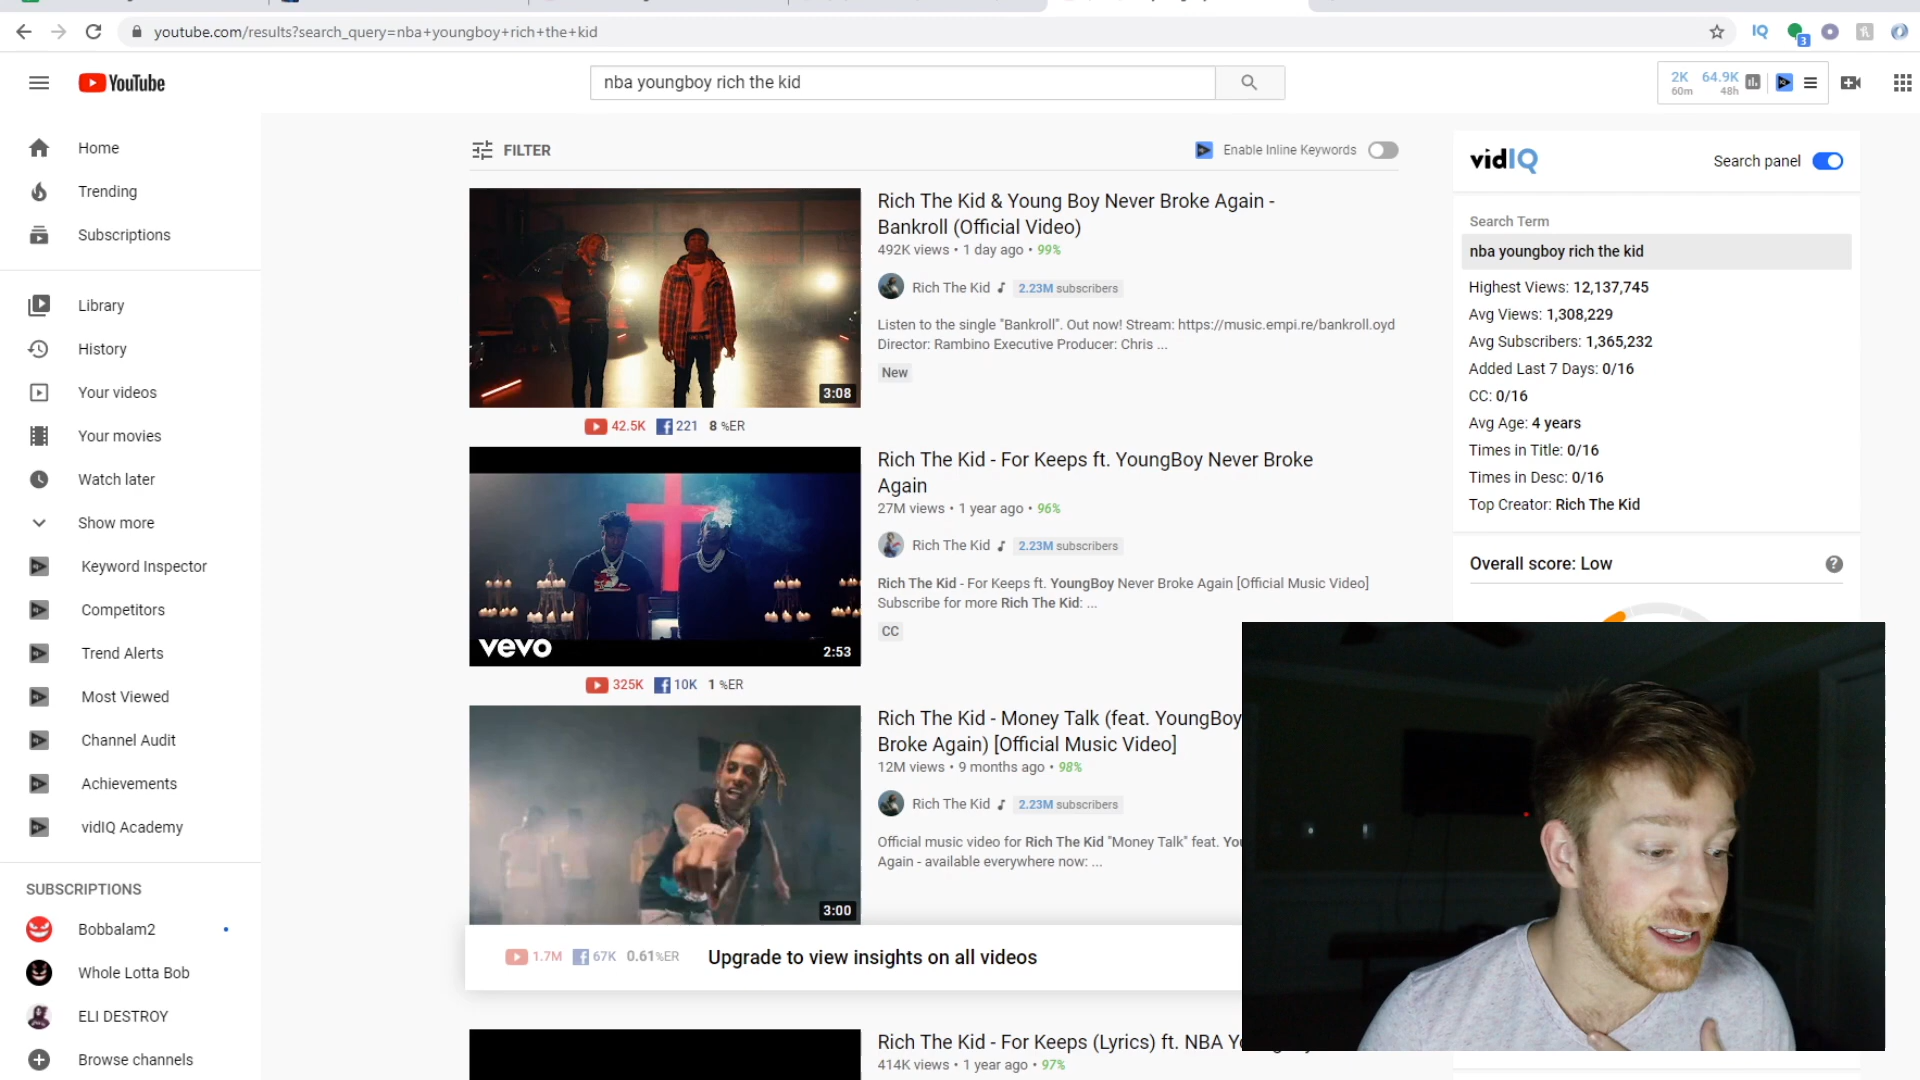 youtube.com/results?search_query=nba+youngboy+rich+the+kid
IQ
3
YouTube
nba youngboy rich the kid
2K 64.9K
60m 48h
Home
Trending
Subscriptions
Library
History
Your videos
Your movies
Watch later
Show more
Keyword Inspector
Competitors
Trend Alerts
Most Viewed
Channel Audit
Achievements
vidIQ Academy
SUBSCRIPTIONS
Bobbalam2
Whole Lotta Bob
ELI DESTROY
Browse channels
FILTER
Enable Inline Keywords
3:08
Rich The Kid & Young Boy Never Broke Again -
Bankroll (Official Video)
492K views • 1 day ago • 99%
Rich The Kid 2.23M subscribers
Listen to the single "Bankroll". Out now! Stream: https://music.empi.re/bankroll.oyd
Director: Rambino Executive Producer: Chris ...
New
42.5K 221 8 %ER
vevo
2:53
Rich The Kid - For Keeps ft. YoungBoy Never Broke
Again
27M views • 1 year ago • 96%
Rich The Kid 2.23M subscribers
Rich The Kid - For Keeps ft. YoungBoy Never Broke Again [Official Music Video]
Subscribe for more Rich The Kid: ...
CC
325K 10K 1 %ER
3:00
Rich The Kid - Money Talk (feat. YoungBoy
Broke Again) [Official Music Video]
12M views • 9 months ago • 98%
Rich The Kid 2.23M subscribers
Official music video for Rich The Kid "Money Talk" feat. You
Again - available everywhere now: ...
1.7M 67K 0.61%ER Upgrade to view insights on all videos
Rich The Kid - For Keeps (Lyrics) ft. NBA
414K views • 1 year ago • 97%
vidIQ
Search panel
Search Term
nba youngboy rich the kid
Highest Views: 12,137,745
Avg Views: 1,308,229
Avg Subscribers: 1,365,232
Added Last 7 Days: 0/16
CC: 0/16
Avg Age: 4 years
Times in Title: 0/16
Times in Desc: 0/16
Top Creator: Rich The Kid
Overall score: Low
?